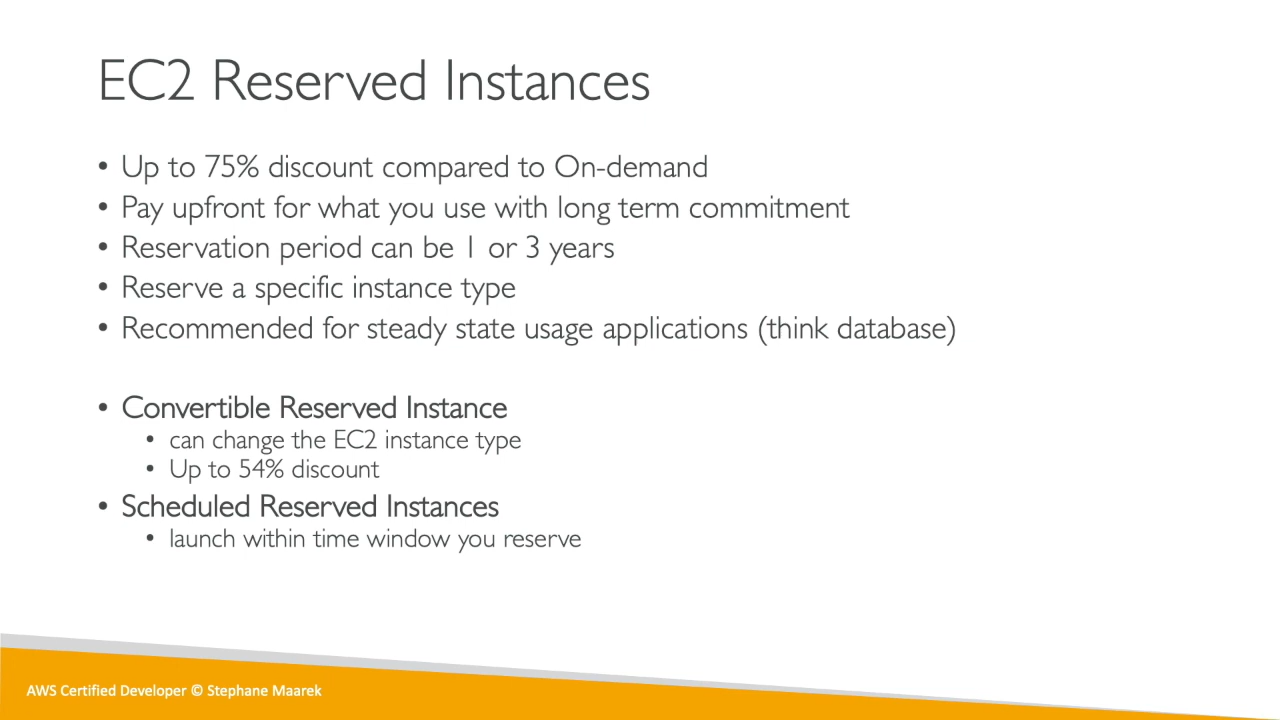 EC2 Reserved Instances
• Up to 75% discount compared to On-demand
• Pay upfront for what you use with long term commitment
• Reservation period can be 1 or 3 years
• Reserve a specific instance type
• Recommended for steady state usage applications (think database)
• Convertible Reserved Instance
• can change the EC2 instance type
• Up to 54% discount
• Scheduled Reserved Instances
• launch within time window you reserve
AWS Certified Developer © Stephane Maarek